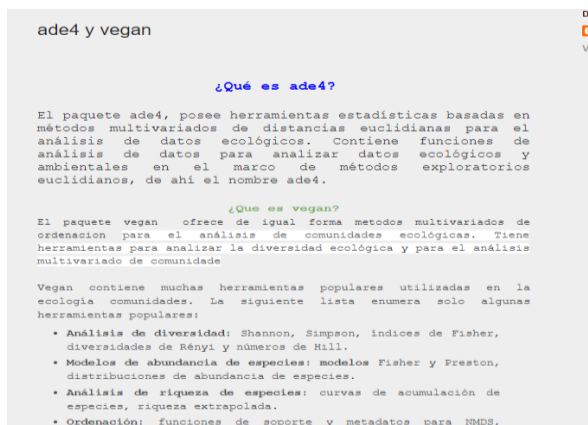 ade4 y vegan
¿Qué es ade4?
El paquete ade4, posee herramientas estadísticas basadas en
métodos multivariados de distancias euclidianas para el
análisis de datos ecológicos. Contiene funciones de
análisis de datos para analizar datos ecológicos y
ambientales en el marco de métodos exploratorios
euclidianos, de ahí el nombre ade4.
¿Que es vegan?
El paquete vegan ofrece de igual forma metodos multivariados de
ordenacion para el análisis de comunidades ecológicas. Tiene
herramientas para analizar la diversidad ecológica y para el análisis
multivariado de comunidade
Vegan contiene muchas herramientas populares utilizadas en la
ecología comunidades. La siguiente lista enumera solo algunas
herramientas populares:
• Análisis de diversidad: Shannon, Simpson, índices de Fisher,
diversidades de Rényi y números de Hill.
• Modelos de abundancia de especies: modelos Fisher y Preston,
distribuciones de abundancia de especies.
• Análisis de riqueza de especies: curvas de acumulación de
especies, riqueza extrapolada.
• Ordenación: funciones de soporte y metadatos para NMDS,